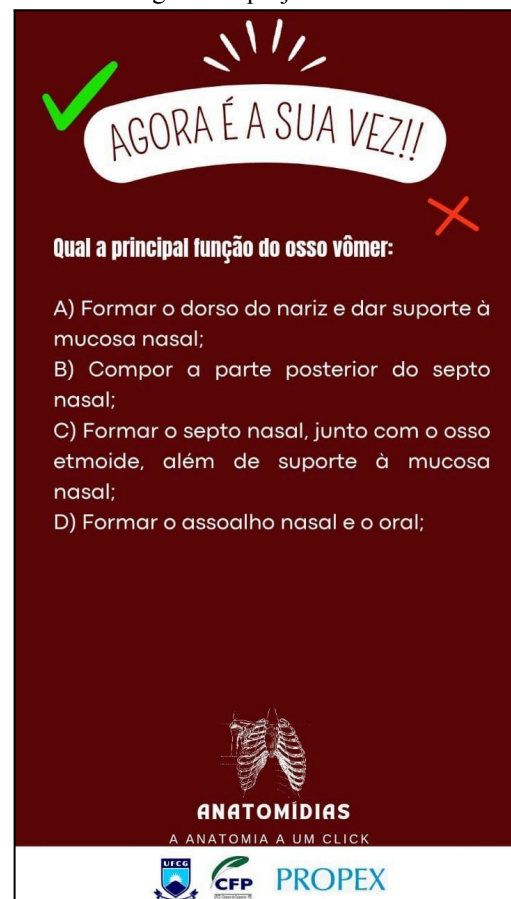 AGORA É A SUA VEZ!!
Qual a principal função do osso vômer:
A) Formar o dorso do nariz e dar suporte à
mucosa nasal;
B) Compor a parte posterior do septo
nasal;
C) Formar o septo nasal, junto com o osso
etmoide, além de suporte à mucosa
nasal;
D) Formar o assoalho nasal e o oral;
ANATOMÍDIAS
A ANATOMIA A UM CLICK
UFCG
CFP
PROPEX